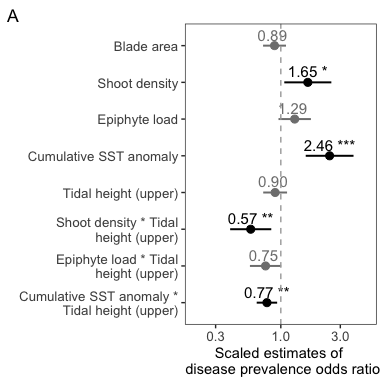 A
Blade area
0.89
Shoot density
1.65 *
Epiphyte load
1.29
Cumulative SST anomaly
2.46 ***
Tidal height (upper)
0.90
Shoot density * Tidal
height (upper)
0.57 **
Epiphyte load * Tidal
height (upper)
0.75
Cumulative SST anomaly *
Tidal height (upper)
0.77 **
0.3 1.0 3.0
Scaled estimates of
disease prevalence odds ratio